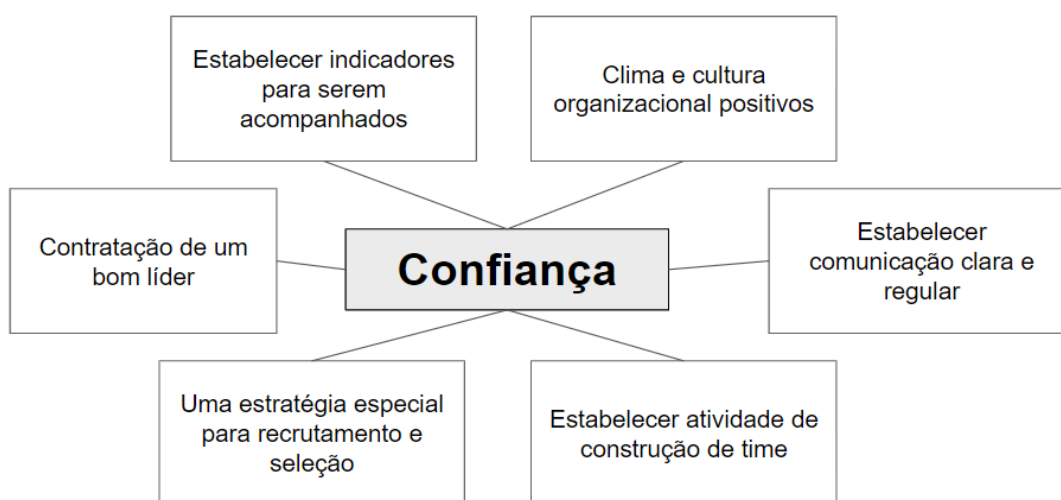 Estabelecer indicadores
para serem
acompanhados
Clima e cultura
organizacional positivos
Contratação de um
bom líder
Confiança
Estabelecer
comunicação clara e
regular
Uma estratégia especial
para recrutamento e
seleção
Estabelecer atividade de
construção de time